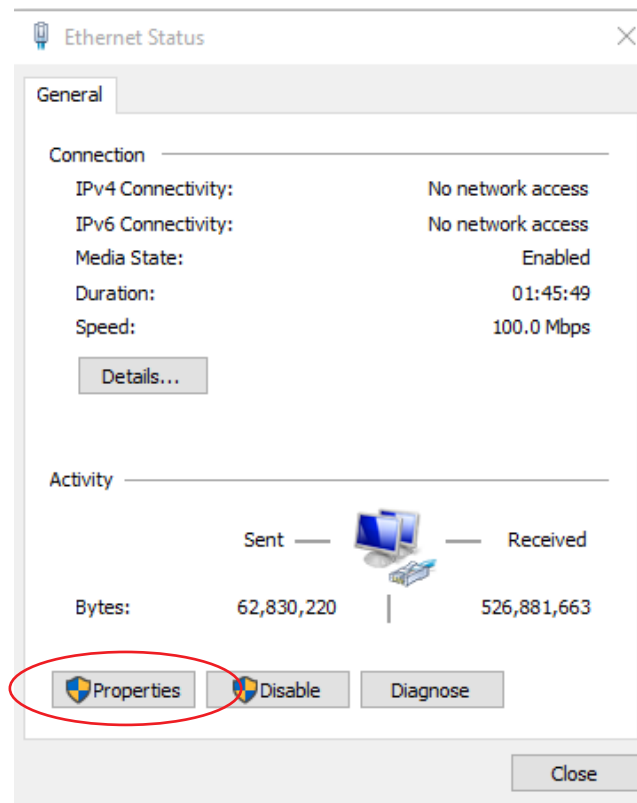 Ethernet Status
General
Connection
IPv4 Connectivity: No network access
IPv6 Connectivity: No network access
Media State: Enabled
Duration: 01:45:49
Speed: 100.0 Mbps
Details...
Activity
Sent Received
Bytes: 62,830,220 526,881,663
Properties Disable Diagnose
Close